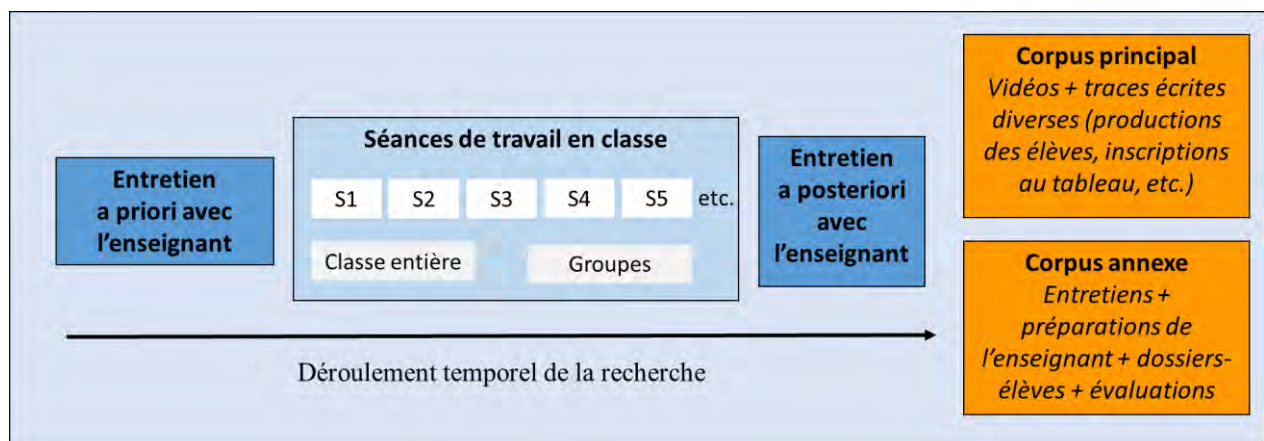 Entretien
a priori avec
l’enseignant
Séances de travail en classe
S1 S2 S3 S4 S5 etc.
Classe entière Groupes
Entretien
a posteriori
avec
l’enseignant
Déroulement temporel de la recherche
Corpus principal
Vidéos + traces écrites
diverses (productions
des élèves, inscriptions
au tableau, etc.)
Corpus annexe
Entretiens +
préparations de
l’enseignant + dossiers-
élèves + évaluations